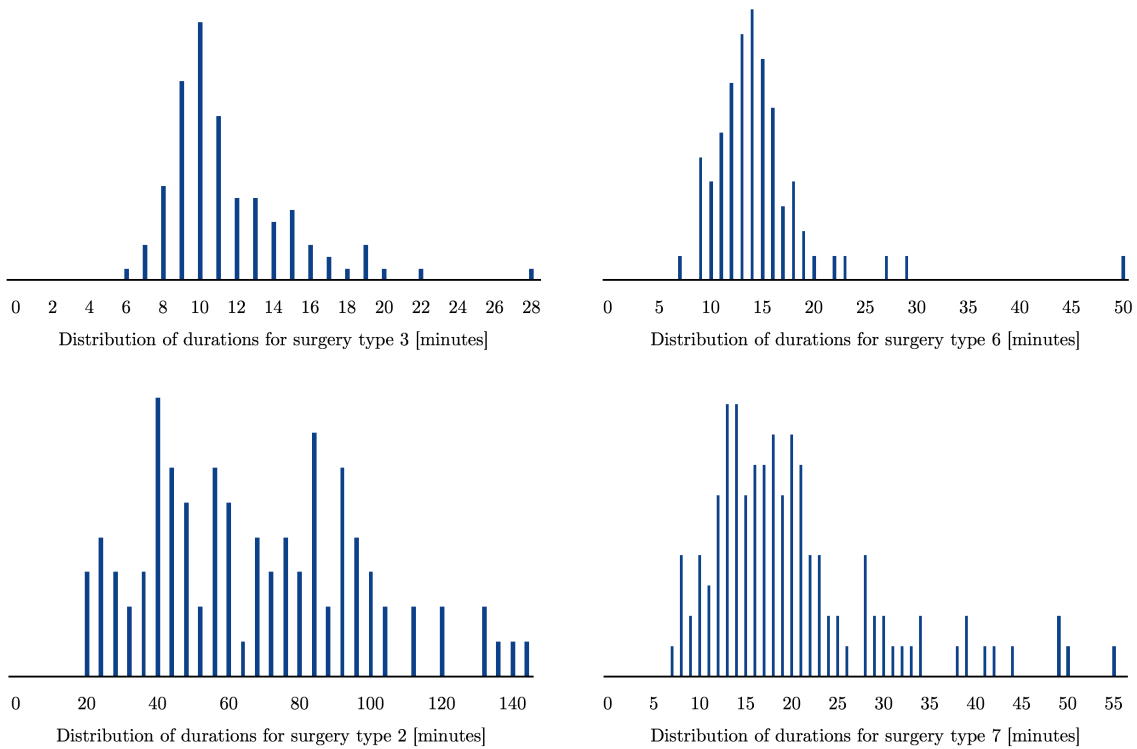 0 2 4 6 8 10 12 14 16 18 20 22 24 26 28
Distribution of durations for surgery type 3 [minutes]
0 5 10 15 20 25 30 35 40 45 50
Distribution of durations for surgery type 6 [minutes]
0 20 40 60 80 100 120 140
Distribution of durations for surgery type 2 [minutes]
0 5 10 15 20 25 30 35 40 45 50 55
Distribution of durations for surgery type 7 [minutes]